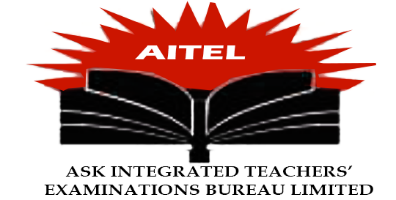 AITEL
ASK INTEGRATED TEACHERS’
EXAMINATIONS BUREAU LIMITED